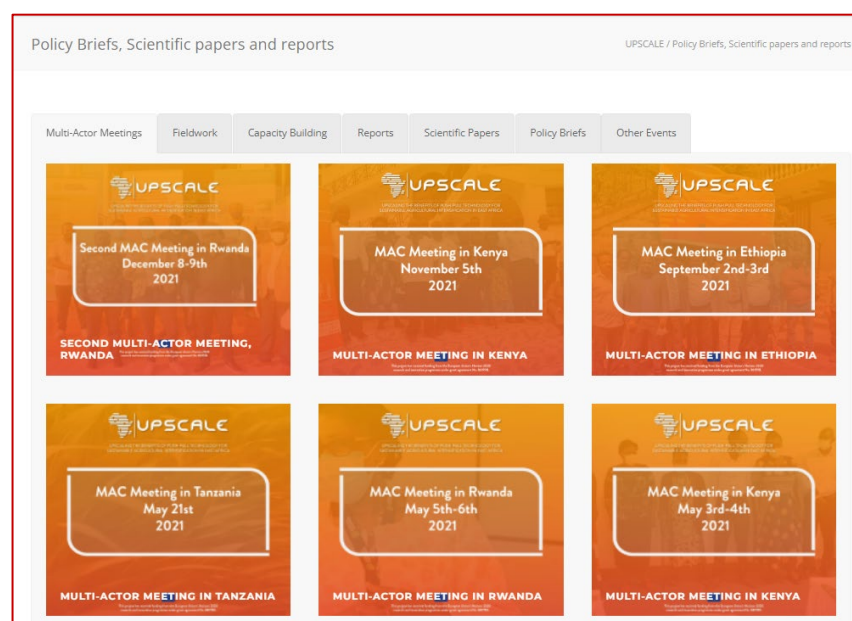 Policy Briefs, Scientific papers and reports
UPSCALE / Policy Briefs, Scientific papers and reports
Multi-Actor Meetings
Fieldwork
Capacity Building
Reports
Scientific Papers
Policy Briefs
Other Events
UPSCALE
Second MAC Meeting in Rwanda
December 8-9th
2021
SECOND MULTI-ACTOR MEETING,
RWANDA
UPSCALE
MAC Meeting in Kenya
November 5th
2021
MULTI-ACTOR MEETING IN KENYA
UPSCALE
MAC Meeting in Ethiopia
September 2nd-3rd
2021
MULTI-ACTOR MEETING IN ETHIOPIA
UPSCALE
MAC Meeting in Tanzania
May 21st
2021
MULTI-ACTOR MEETING IN TANZANIA
UPSCALE
MAC Meeting in Rwanda
May 5th-6th
2021
MULTI-ACTOR MEETING IN RWANDA
UPSCALE
MAC Meeting in Kenya
May 3rd-4th
2021
MULTI-ACTOR MEETING IN KENYA